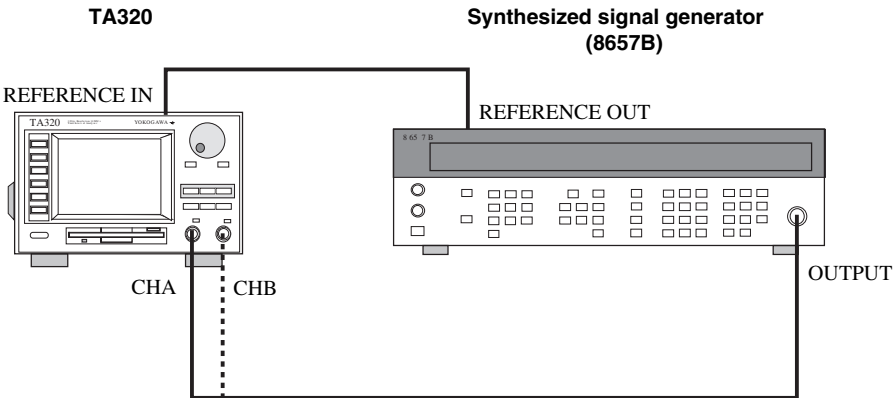 TA320
Synthesized signal generator
(8657B)
REFERENCE IN
REFERENCE OUT
TA320
YOKOGAWA
8657B
CHA
CHB
OUTPUT